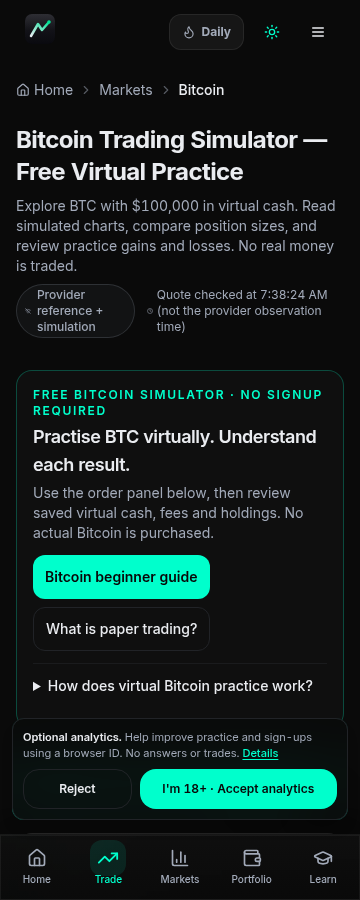 Daily
Home > Markets > Bitcoin
Bitcoin Trading Simulator —
Free Virtual Practice
Explore BTC with $100,000 in virtual cash. Read
simulated charts, compare position sizes, and
review practice gains and losses. No real money
is traded.
Provider
reference +
simulation
Quote checked at 7:38:24 AM
(not the provider observation
time)
FREE BITCOIN SIMULATOR · NO SIGNUP
REQUIRED
Practise BTC virtually. Understand
each result.
Use the order panel below, then review
saved virtual cash, fees and holdings. No
actual Bitcoin is purchased.
Bitcoin beginner guide
What is paper trading?
How does virtual Bitcoin practice work?
Optional analytics. Help improve practice and sign-ups
using a browser ID. No answers or trades. Details
Reject
I'm 18+ · Accept analytics
Home
Trade
Markets
Portfolio
Learn